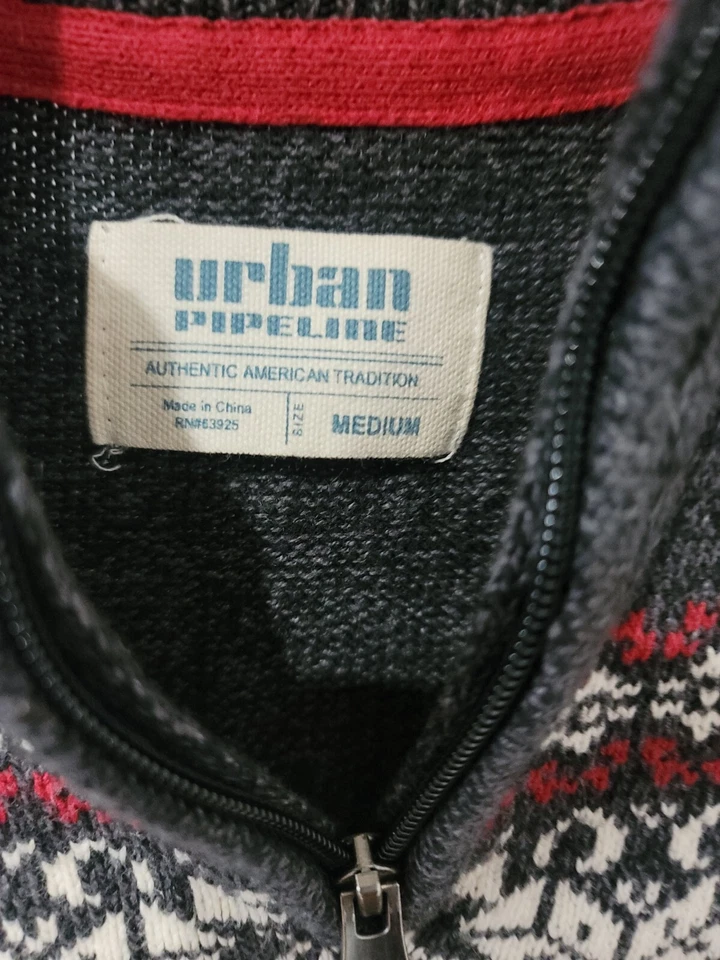 urban
PIPELINE
AUTHENTIC AMERICAN TRADITION
Made in China
RN#63925
SIZE
MEDIUM